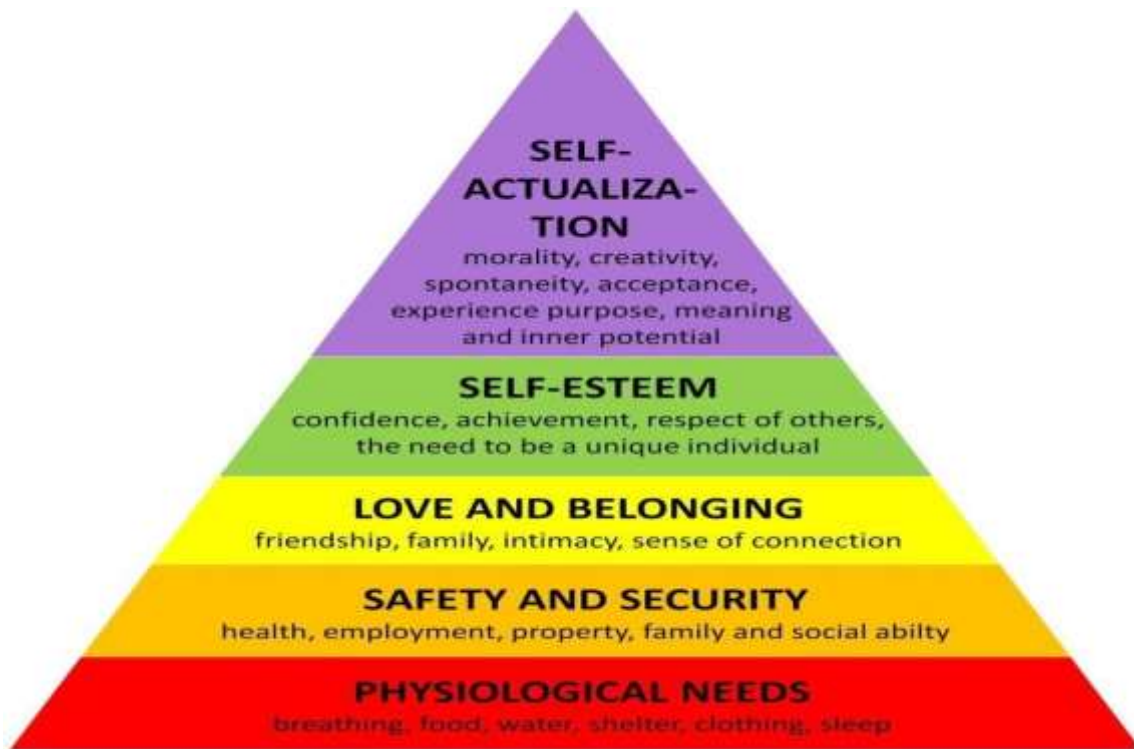 SELF-
ACTUALIZA-
TION
morality, creativity,
spontaneity, acceptance,
experience purpose, meaning
and inner potential
SELF-ESTEEM
confidence, achievement, respect of others,
the need to be a unique individual
LOVE AND BELONGING
friendship, family, intimacy, sense of connection
SAFETY AND SECURITY
health, employment, property, family and social abilty
PHYSIOLOGICAL NEEDS
breathing, food, water, shelter, clothing, sleep